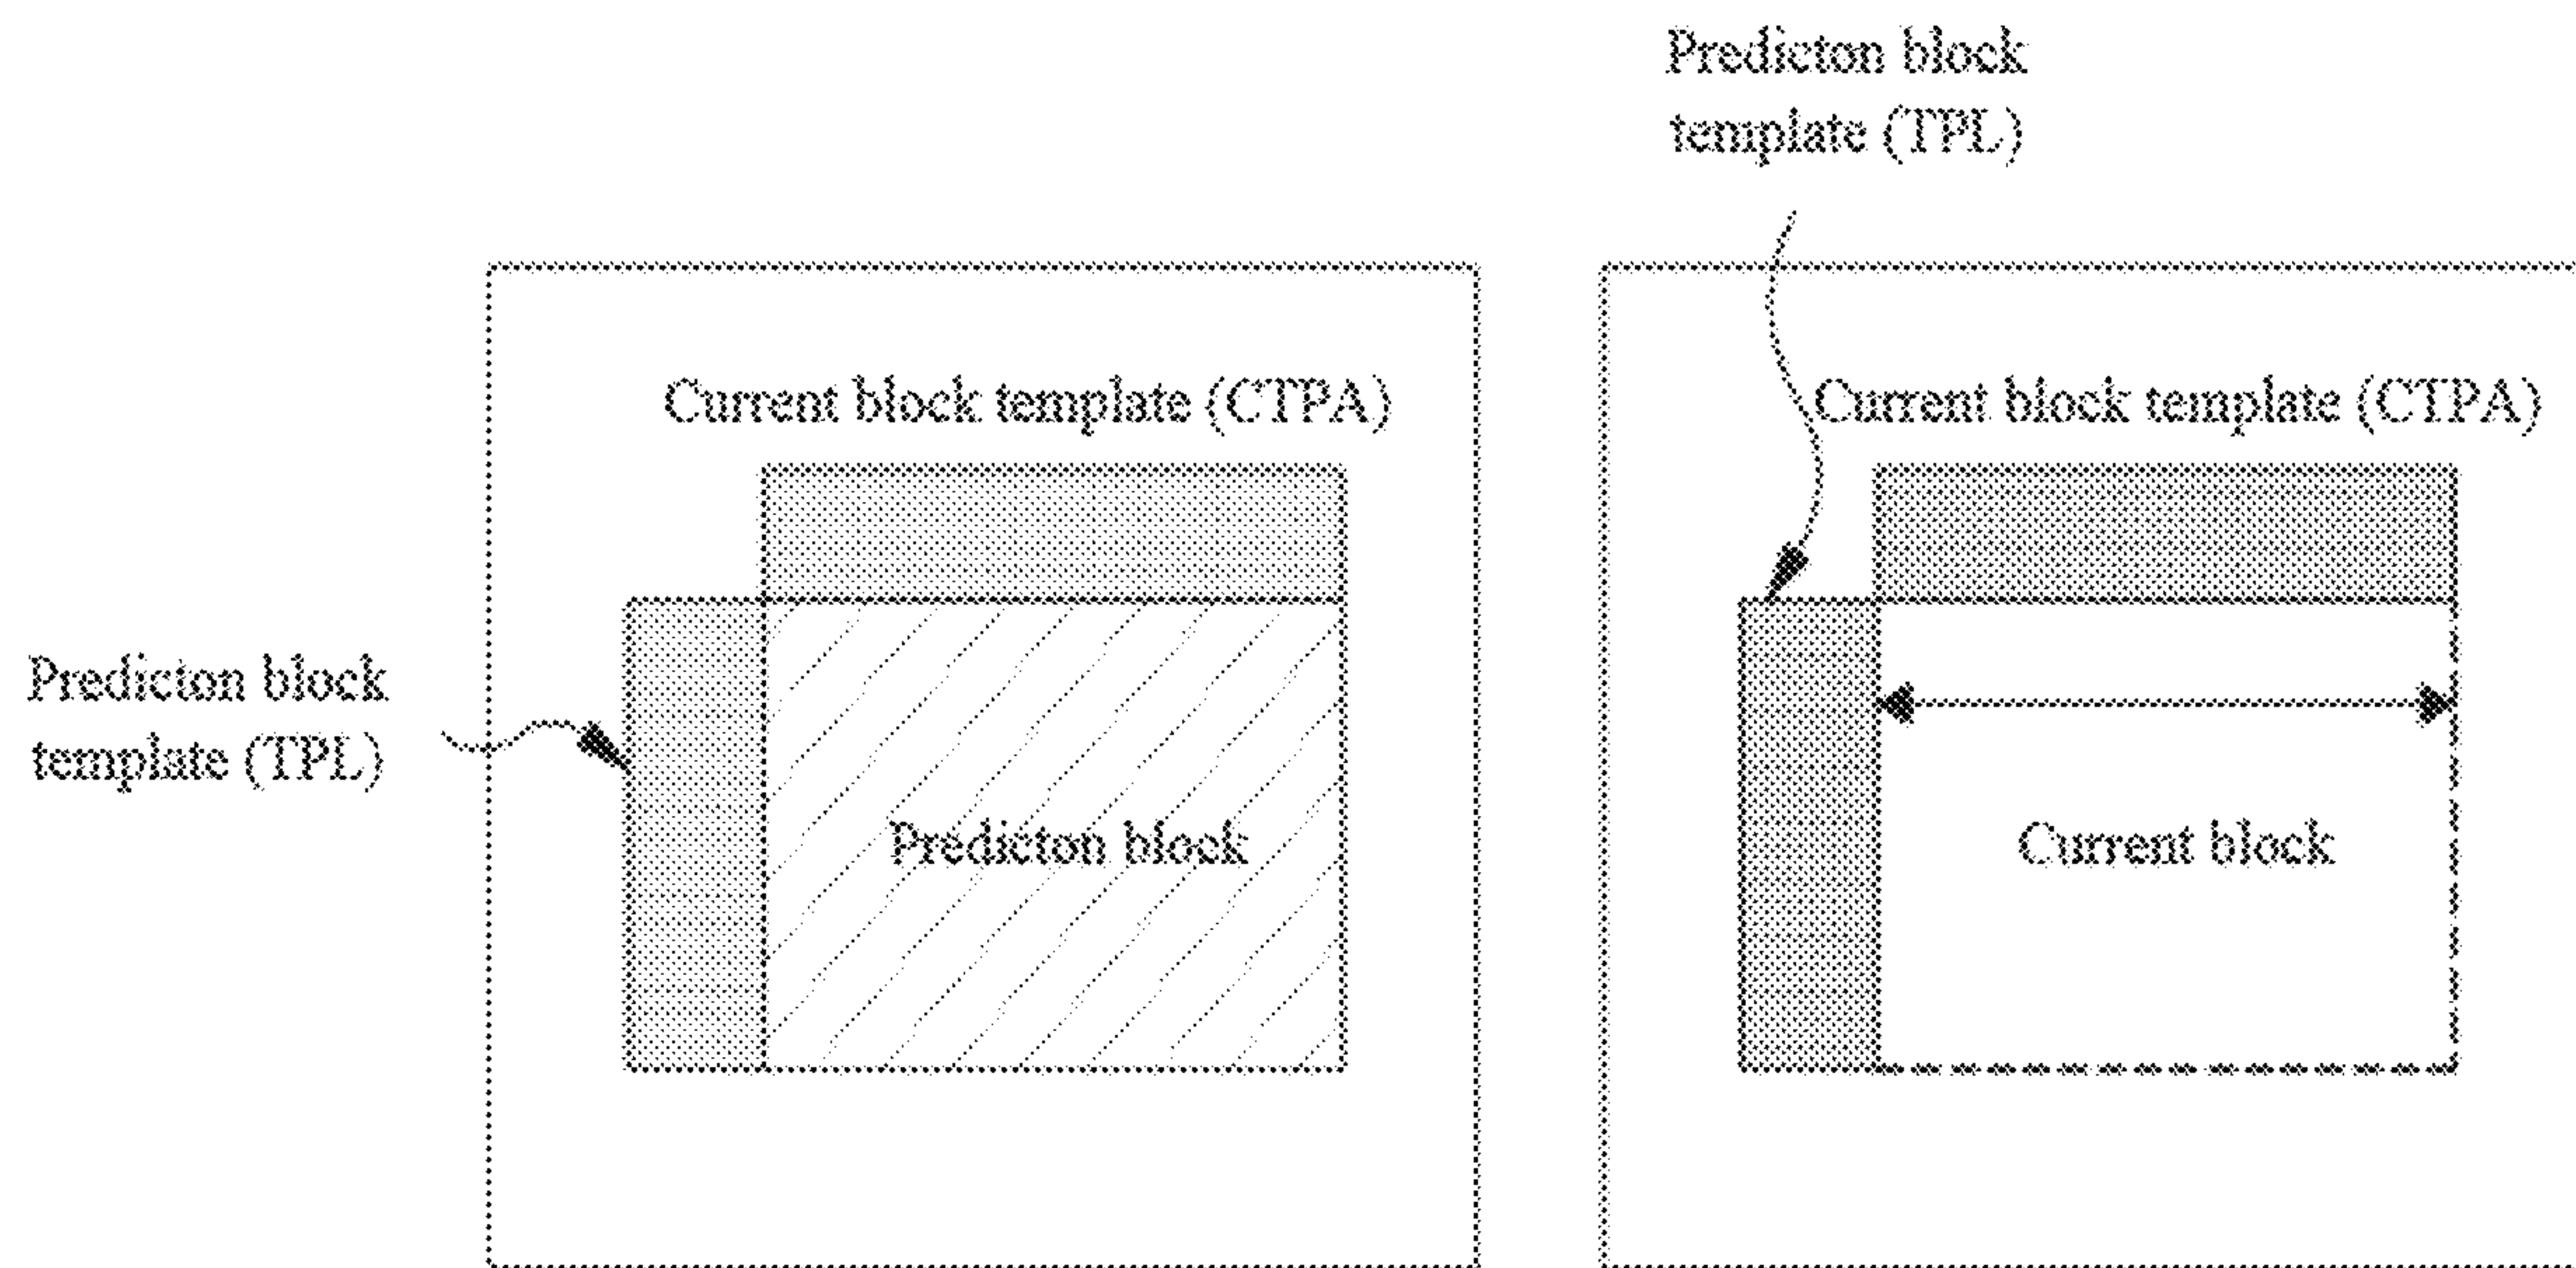 Predicton block
template (TPL)
Current block template (CTPA)
Predicton block
Predicton block
template (TPL)
Current block template (CTPA)
Current block